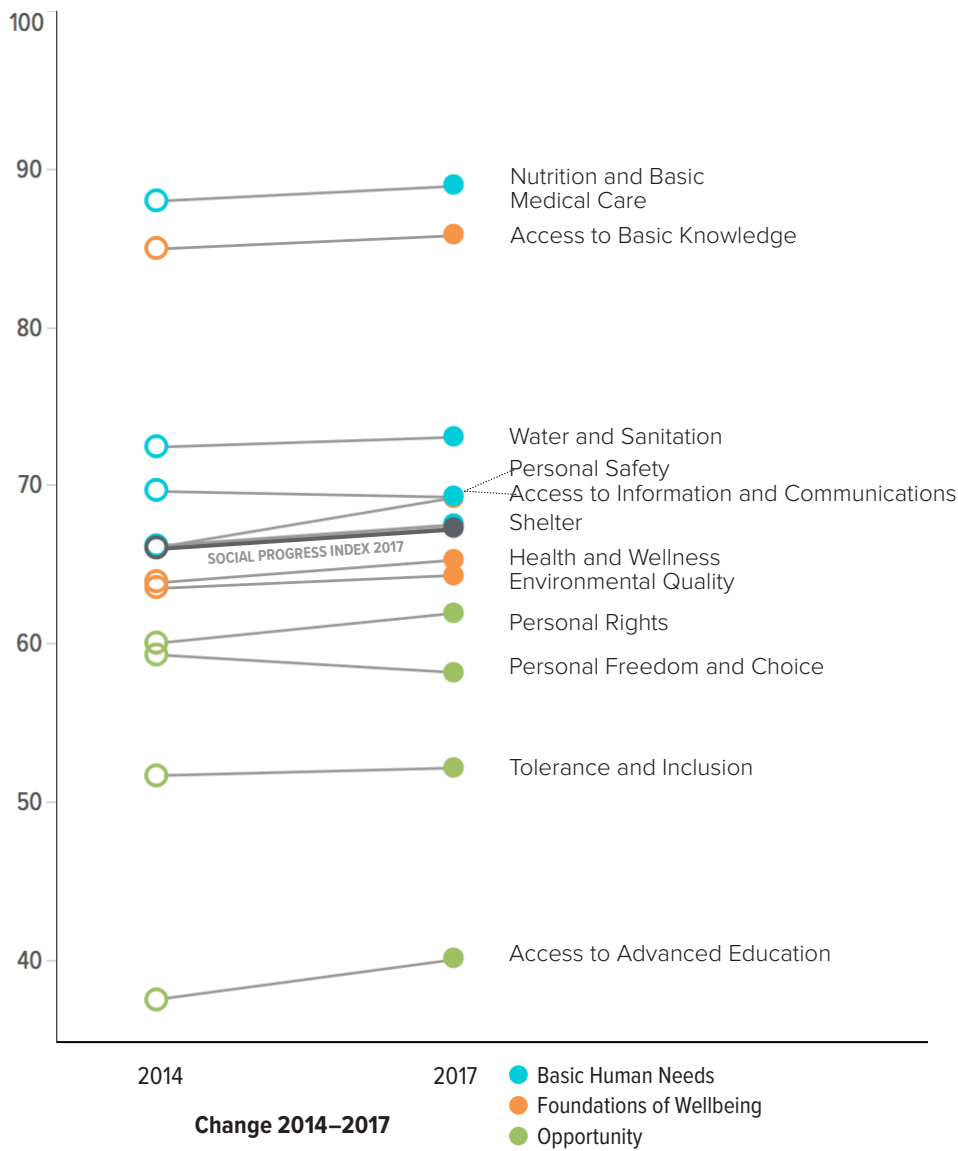 100
90
80
70
60
50
40
Nutrition and Basic
Medical Care
Access to Basic Knowledge
Water and Sanitation
Personal Safety
Access to Information and Communications
Shelter
SOCIAL PROGRESS INDEX 2017
Health and Wellness
Environmental Quality
Personal Rights
Personal Freedom and Choice
Tolerance and Inclusion
Access to Advanced Education
2014
2017
Change 2014–2017
Basic Human Needs
Foundations of Wellbeing
Opportunity